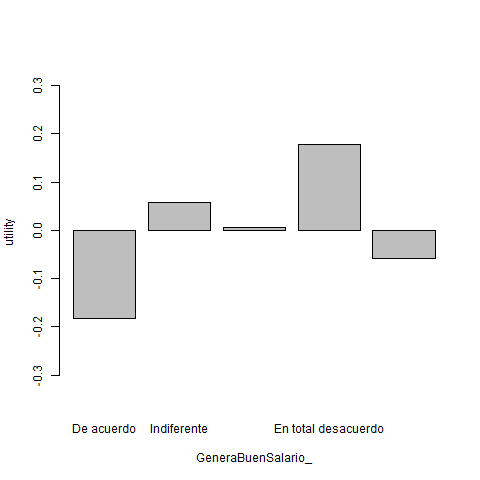 0.3
0.2
0.1
0.0
-0.1
-0.2
-0.3
utility
De acuerdo Indiferente En total desacuerdo
GeneraBuenSalario_